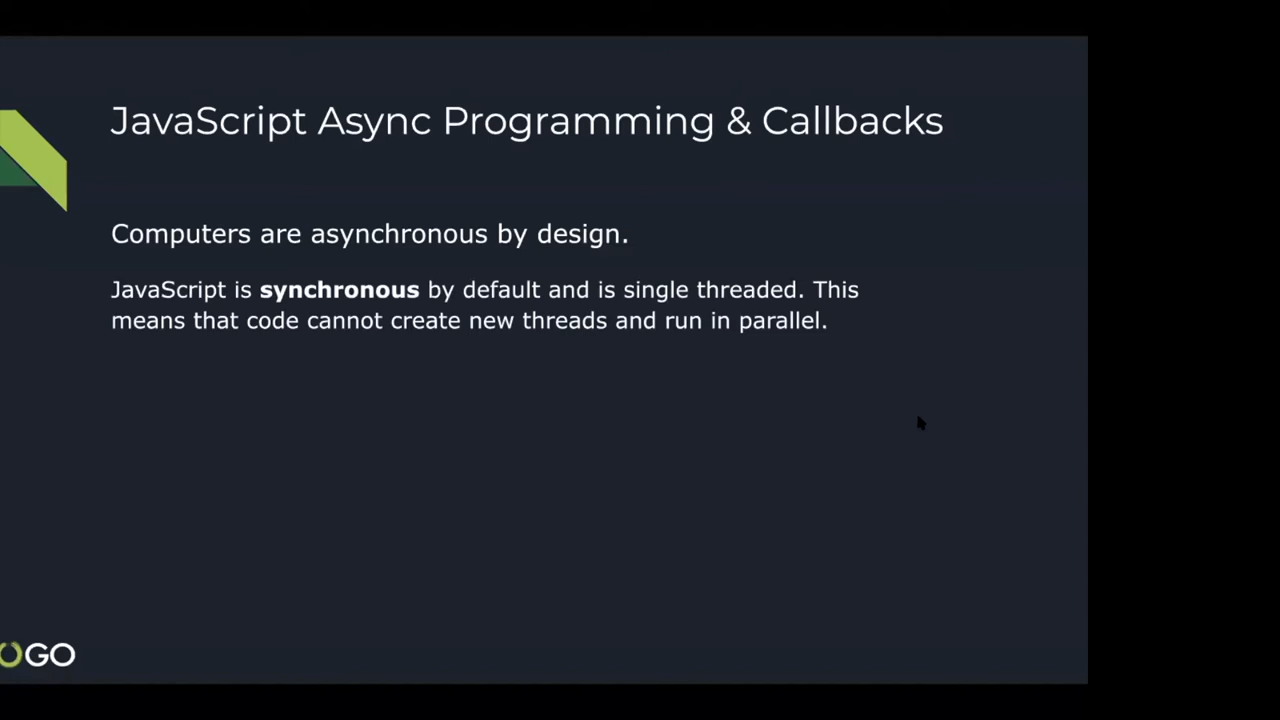 JavaScript Async Programming & Callbacks
Computers are asynchronous by design.
JavaScript is synchronous by default and is single threaded. This
means that code cannot create new threads and run in parallel.
GO